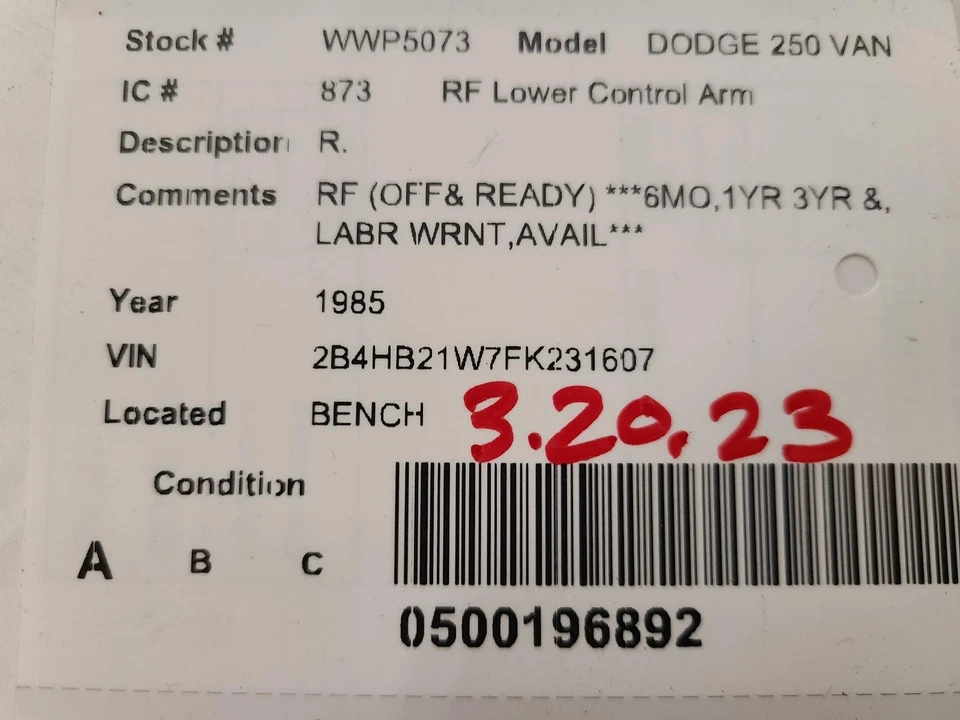 Stock # WWP5073 Model DODGE 250 VAN
IC # 873 RF Lower Control Arm
Description R.
Comments RF (OFF& READY) ***6MO,1YR 3YR &,
LABR WRNT,AVAIL***
Year 1985
VIN 2B4HB21W7FK231607
Located BENCH 3.20.23
Condition
A B C
0500196892